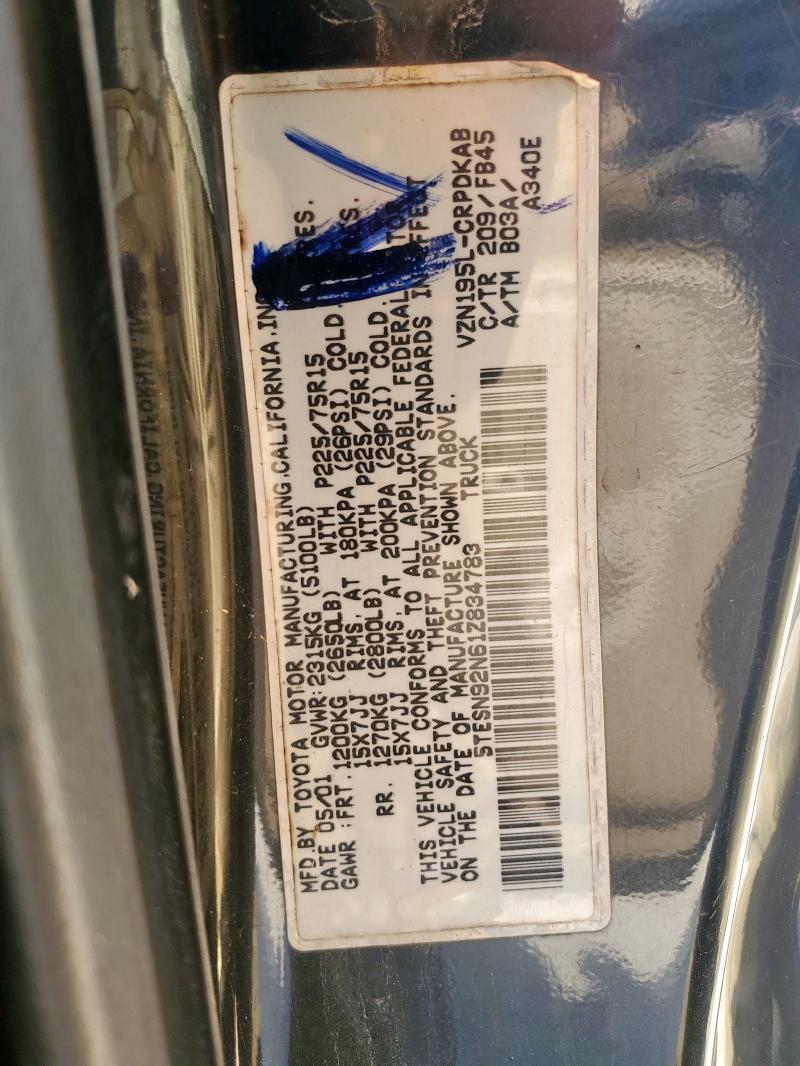 MFD.BY TOYOTA MOTOR MANUFACTURING,CALIFORNIA,IN
DATE 05/01 GVWR:2315KG (5100LB)
GAWR :FRT.1200KG (2650LB) WITH P225/75R15
15X7JJ RIMS, AT 180KPA (26PSI) COLD.
RR. 1270KG (2800LB) WITH P225/75R15
15X7JJ RIMS, AT 200KPA (29PSI) COLD.
THIS VEHICLE CONFORMS TO ALL APPLICABLE FEDERAL
VEHICLE SAFETY AND THEFT PREVENTION STANDARDS IN EFFECT
ON THE DATE OF MANUFACTURE SHOWN ABOVE.
5TESN92N61Z834783 TRUCK
VZN195L-CRPDKAB
C/TR 209/FB45
A/TM B03A/
A340E